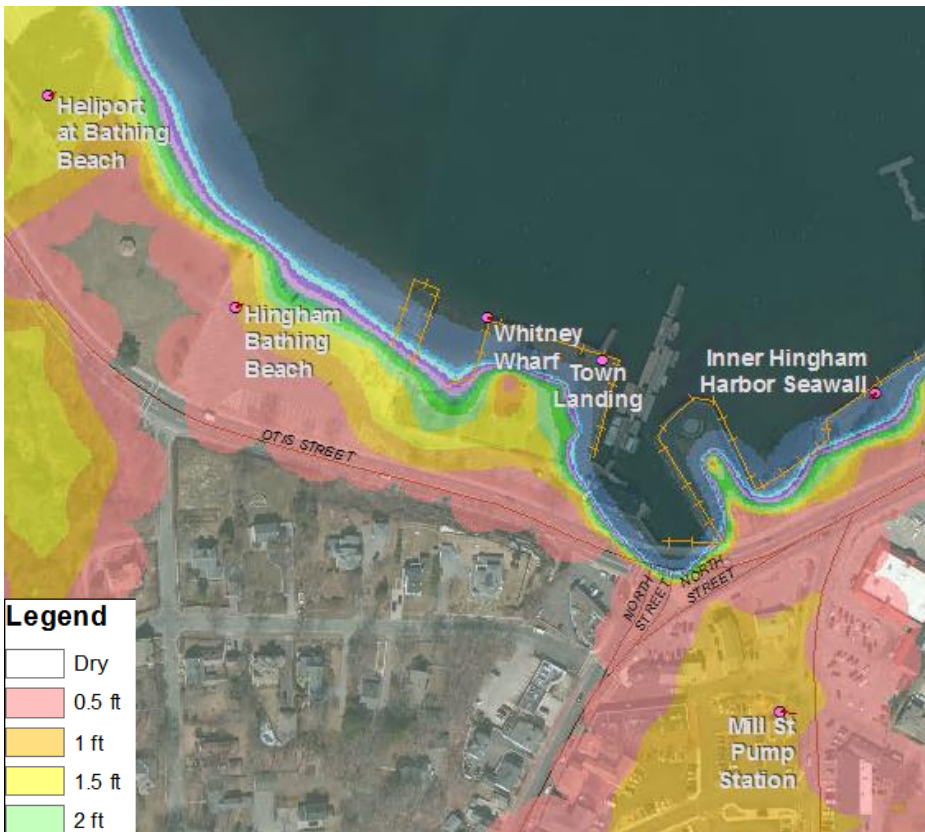 Heliport
at Bathing
Beach
Hingham
Bathing
Beach
Whitney
Wharf
Town
Landing
Inner Hingham
Harbor Seawall
OTIS STREET
NORTH
STREET
NORTH
STREET
Mill St
Pump
Station
Legend
Dry
0.5 ft
1 ft
1.5 ft
2 ft